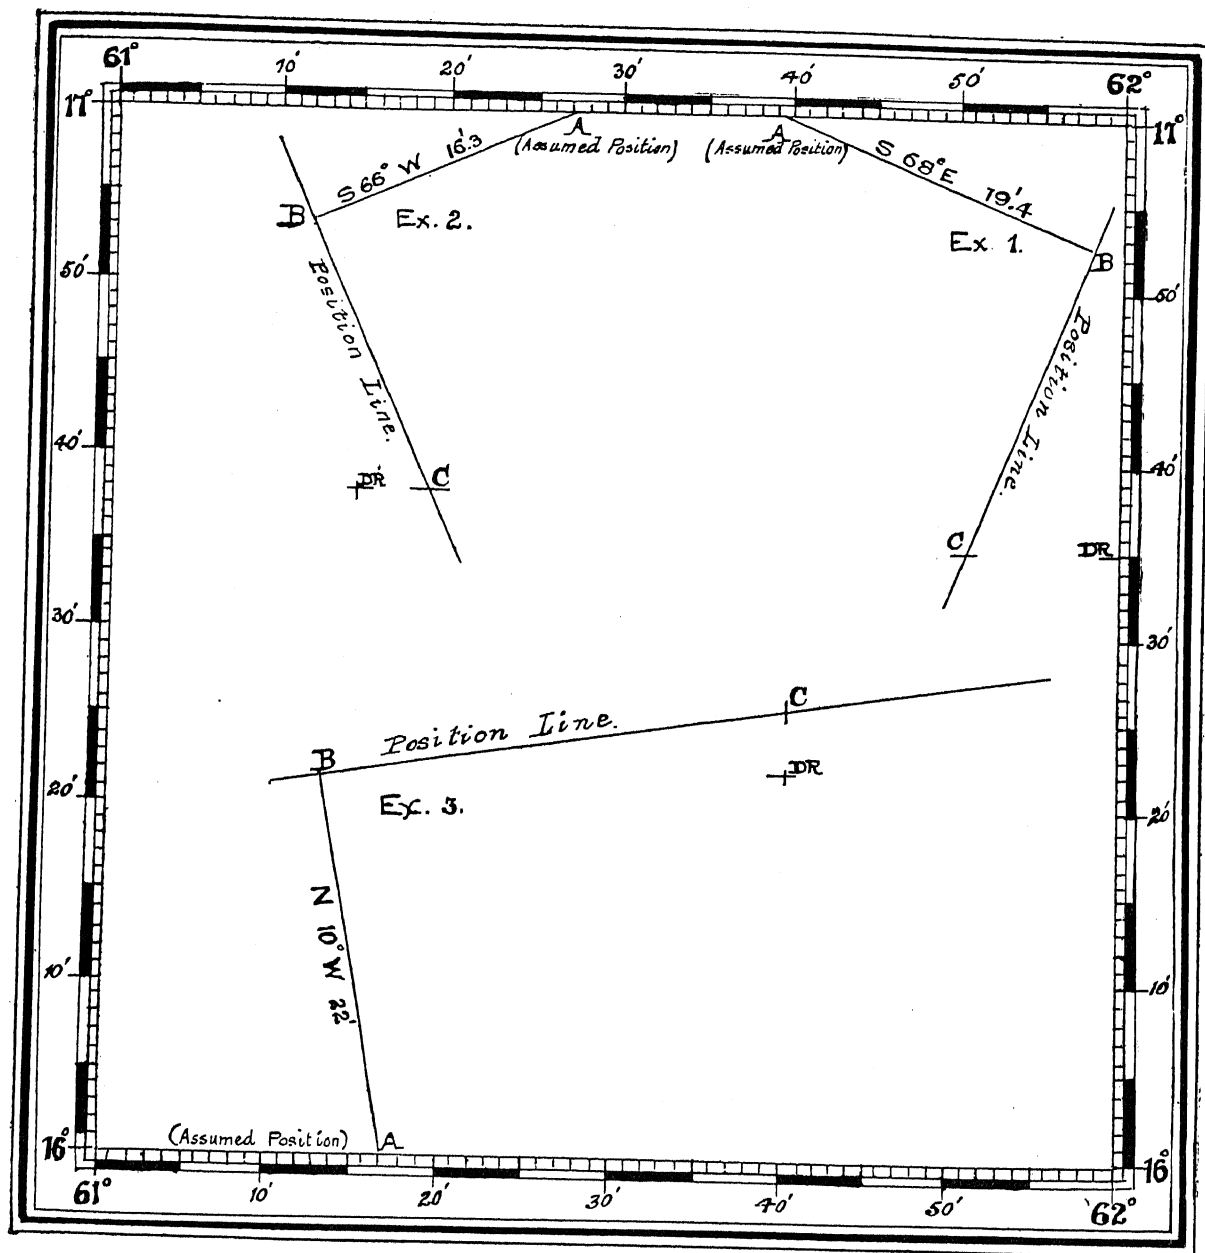 61° 10' 20' 30' 40' 50' 62°
17° 17°
A A
(Assumed Position) (Assumed Position)
S 66° W 16'.3
S 68° E 19'.4
B
Ex. 2.
Ex 1.
B
50' 50'
Position Line.
Position Line.
40' 40'
DR C
C DR
30' 30'
C
Position Line.
B
DR
20' 20'
Ex. 3.
N 10° W 22'
10' 10'
(Assumed Position) A
16° 16°
61° 10' 20' 30' 40' 50' 62°